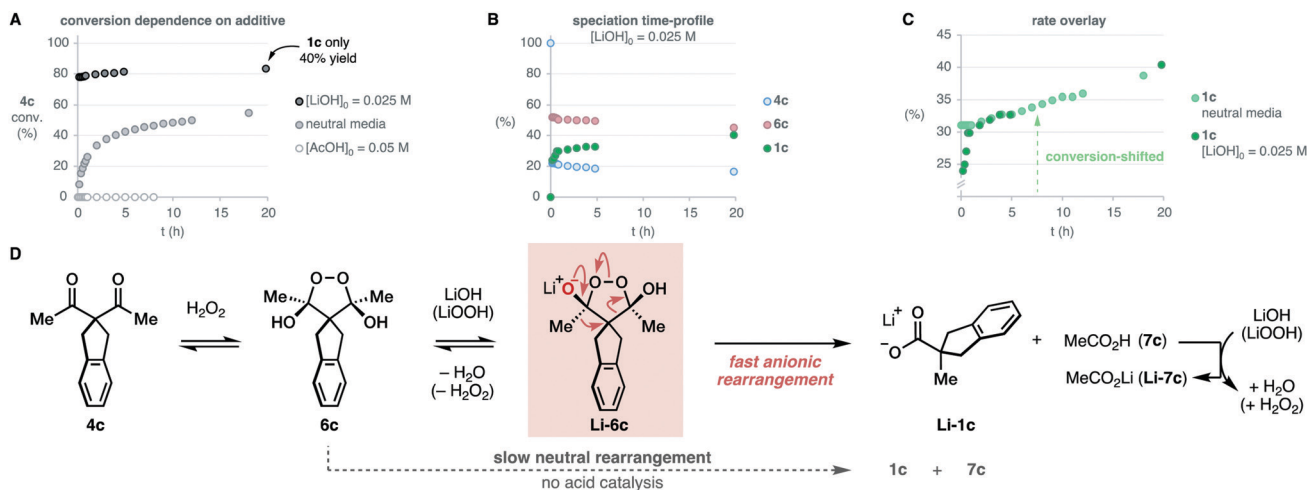 A
conversion dependence on additive
100
80
60
40
20
0
4c
conv.
(%)
0
5
10
15
20
t (h)
1c only
40% yield
[LiOH]₀ = 0.025 M
neutral media
[AcOH]₀ = 0.05 M
B
speciation time-profile
[LiOH]₀ = 0.025 M
100
80
60
40
20
0
(%)
0
5
10
15
20
t (h)
4c
6c
1c
C
rate overlay
45
40
35
30
25
(%)
0
5
10
15
20
t (h)
conversion-shifted
1c
neutral media
1c
[LiOH]₀ = 0.025 M
D
O O
Me Me
4c
H₂O₂
O–O
Me Me
HO OH
6c
LiOH
(LiOOH)
– H₂O
(– H₂O₂)
Li⁺ O⁻ O–O OH
Me Me
Li-6c
fast anionic
rearrangement
Li⁺ O
⁻O
Me
Li-1c
+
MeCO₂H (7c)
MeCO₂Li (Li-7c)
LiOH
(LiOOH)
+ H₂O
(+ H₂O₂)
slow neutral rearrangement
no acid catalysis
1c + 7c